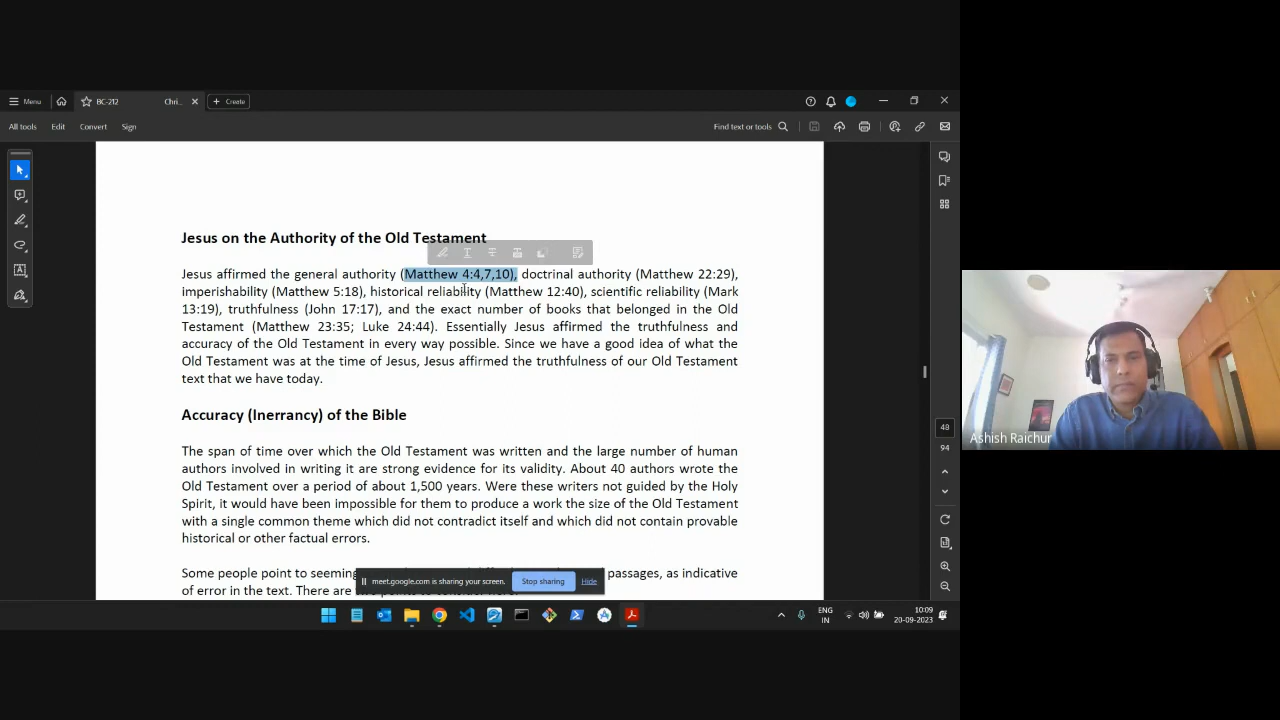 Menu
BC-212
Chri...
Create
All tools
Edit
Convert
Sign
Find text or tools
Jesus on the Authority of the Old Testament
Jesus affirmed the general authority (Matthew 4:4,7,10), doctrinal authority (Matthew 22:29),
imperishability (Matthew 5:18), historical reliability (Matthew 12:40), scientific reliability (Mark
13:19), truthfulness (John 17:17), and the exact number of books that belonged in the Old
Testament (Matthew 23:35; Luke 24:44). Essentially Jesus affirmed the truthfulness and
accuracy of the Old Testament in every way possible. Since we have a good idea of what the
Old Testament was at the time of Jesus, Jesus affirmed the truthfulness of our Old Testament
text that we have today.
Accuracy (Inerrancy) of the Bible
The span of time over which the Old Testament was written and the large number of human
authors involved in writing it are strong evidence for its validity. About 40 authors wrote the
Old Testament over a period of about 1,500 years. Were these writers not guided by the Holy
Spirit, it would have been impossible for them to produce a work the size of the Old Testament
with a single common theme which did not contradict itself and which did not contain provable
historical or other factual errors.
Some people point to seeming passages, as indicative
of error in the text. There are
meet.google.com is sharing your screen.
Stop sharing
Hide
48
94
Ashish Raichur
ENG
IN
10:09
20-09-2023